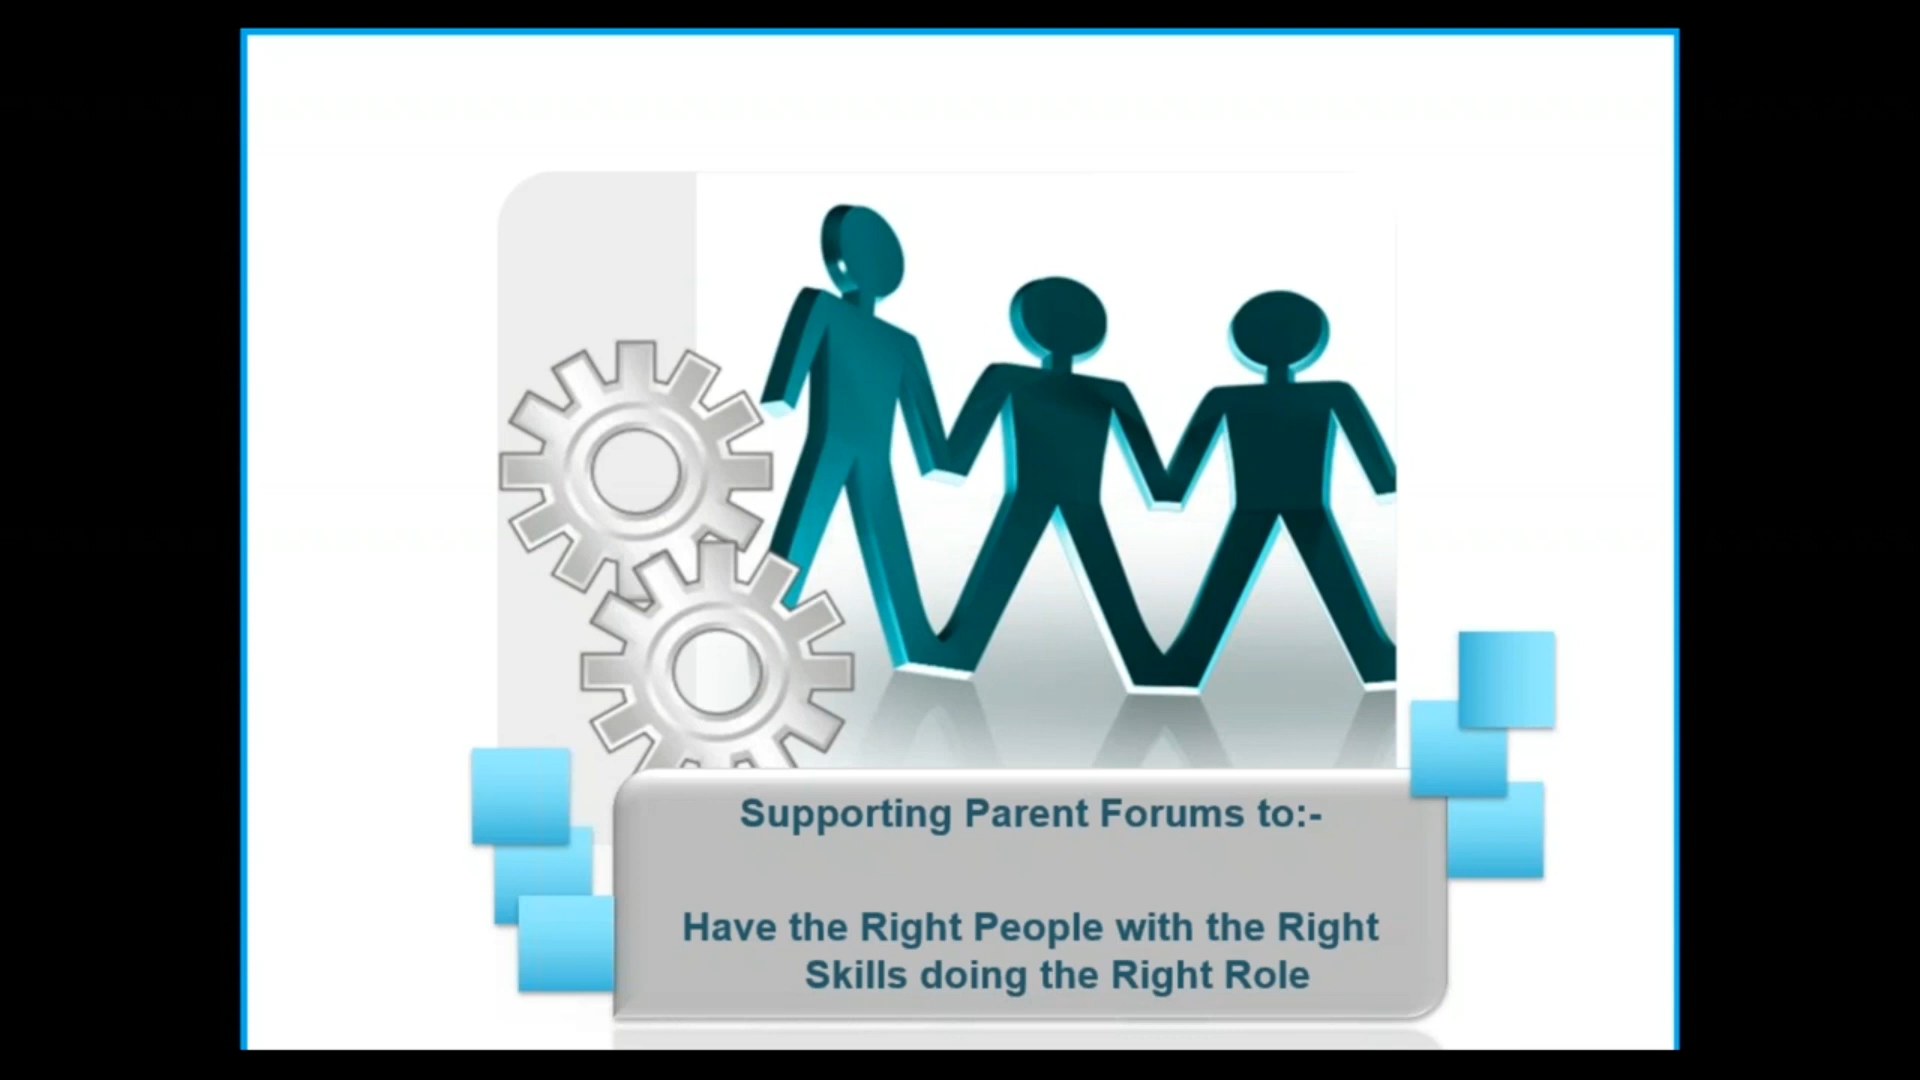 Supporting Parent Forums to:-
Have the Right People with the Right
Skills doing the Right Role